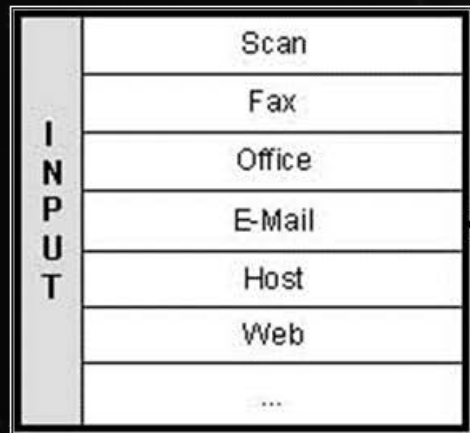 INPUT
Scan
Fax
Office
E-Mail
Host
Web
...